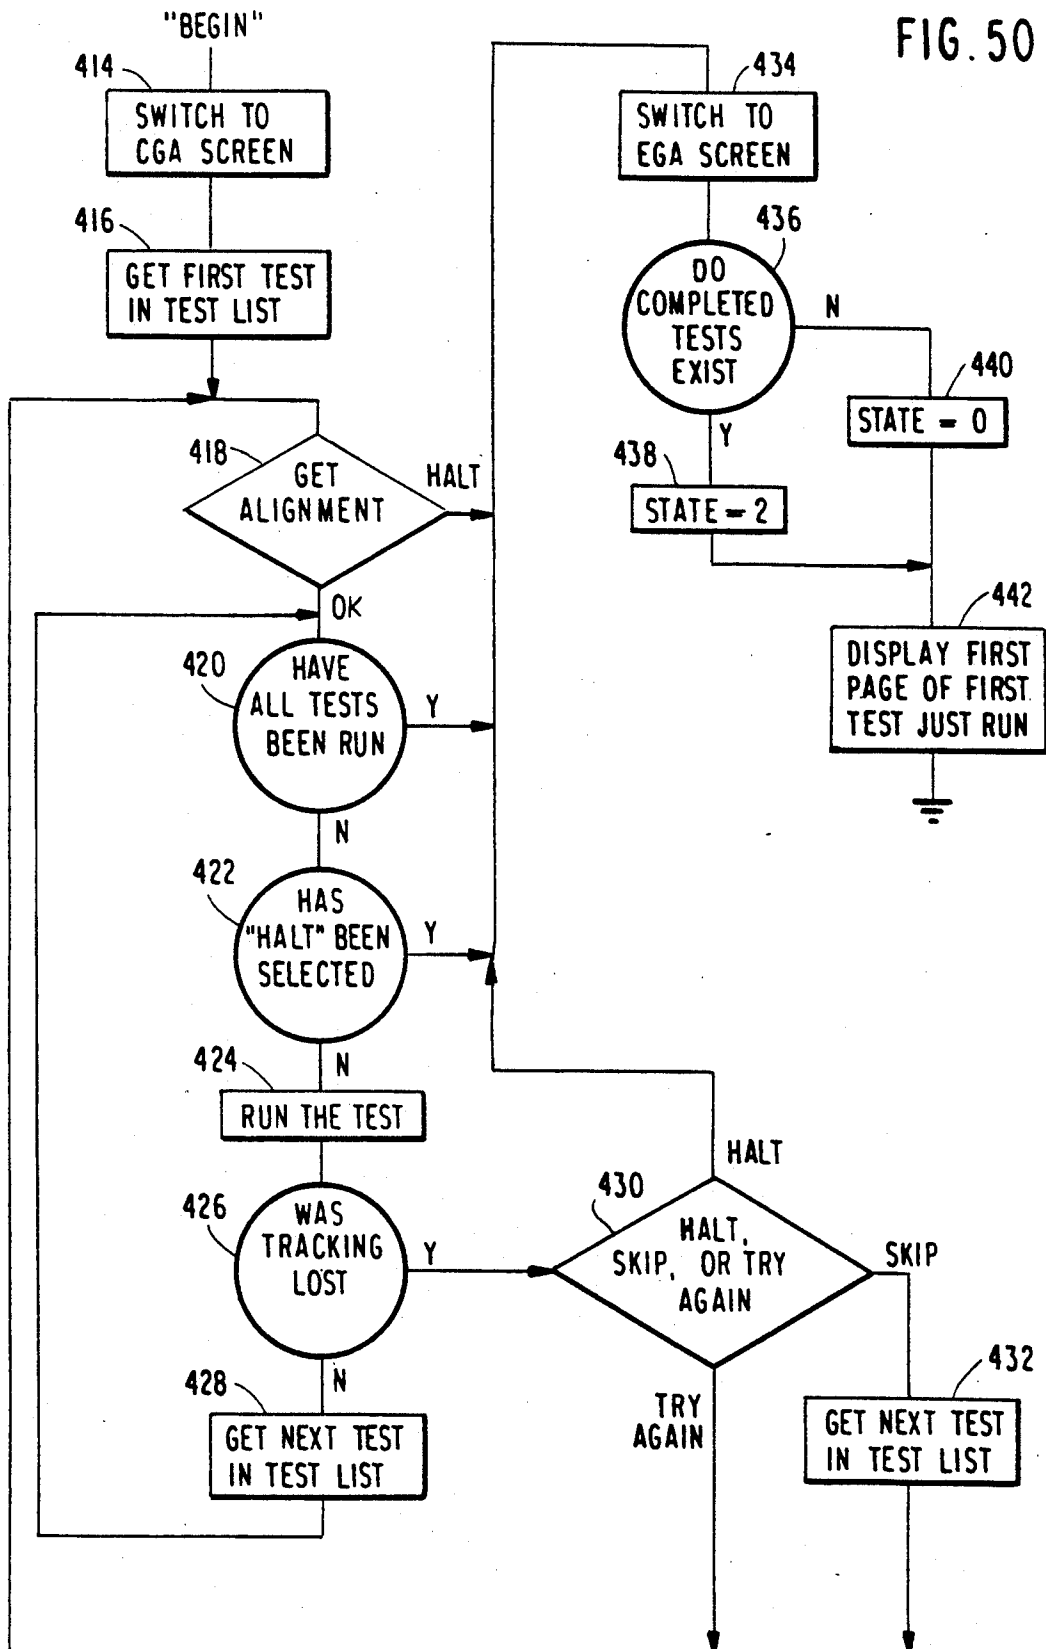 FIG. 50
"BEGIN"
414
SWITCH TO
CGA SCREEN
416
GET FIRST TEST
IN TEST LIST
418
GET
ALIGNMENT
HALT
OK
420
HAVE
ALL TESTS
BEEN RUN
Y
N
422
HAS
"HALT" BEEN
SELECTED
Y
N
424
RUN THE TEST
426
WAS
TRACKING
LOST
Y
N
428
GET NEXT TEST
IN TEST LIST
430
HALT,
SKIP, OR TRY
AGAIN
HALT
SKIP
TRY
AGAIN
432
GET NEXT TEST
IN TEST LIST
434
SWITCH TO
EGA SCREEN
436
DO
COMPLETED
TESTS
EXIST
N
Y
438
STATE = 2
440
STATE = 0
442
DISPLAY FIRST
PAGE OF FIRST
TEST JUST RUN